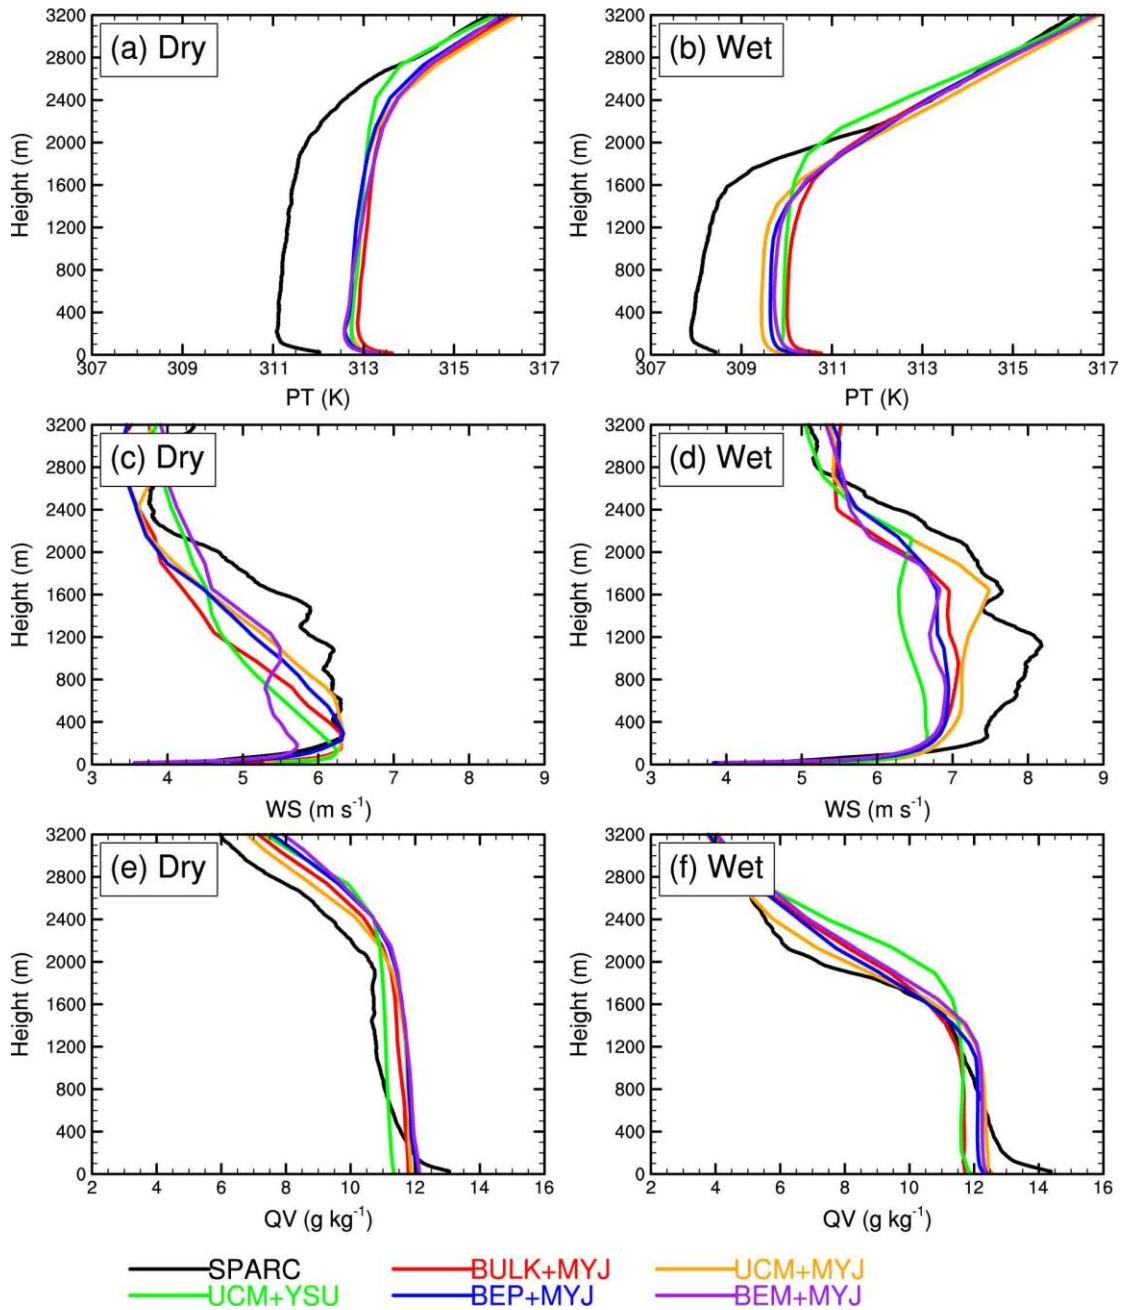 3200 2800 2400 2000 1600 1200 800 400 0
Height (m)
(a) Dry
307 309 311 313 315 317
PT (K)
3200 2800 2400 2000 1600 1200 800 400 0
Height (m)
(b) Wet
307 309 311 313 315 317
PT (K)
3200 2800 2400 2000 1600 1200 800 400 0
Height (m)
(c) Dry
3 4 5 6 7 8 9
WS (m s⁻¹)
3200 2800 2400 2000 1600 1200 800 400 0
Height (m)
(d) Wet
3 4 5 6 7 8 9
WS (m s⁻¹)
3200 2800 2400 2000 1600 1200 800 400 0
Height (m)
(e) Dry
2 4 6 8 10 12 14 16
QV (g kg⁻¹)
3200 2800 2400 2000 1600 1200 800 400 0
Height (m)
(f) Wet
2 4 6 8 10 12 14 16
QV (g kg⁻¹)
SPARC BULK+MYJ UCM+MYJ
UCM+YSU BEP+MYJ BEM+MYJ